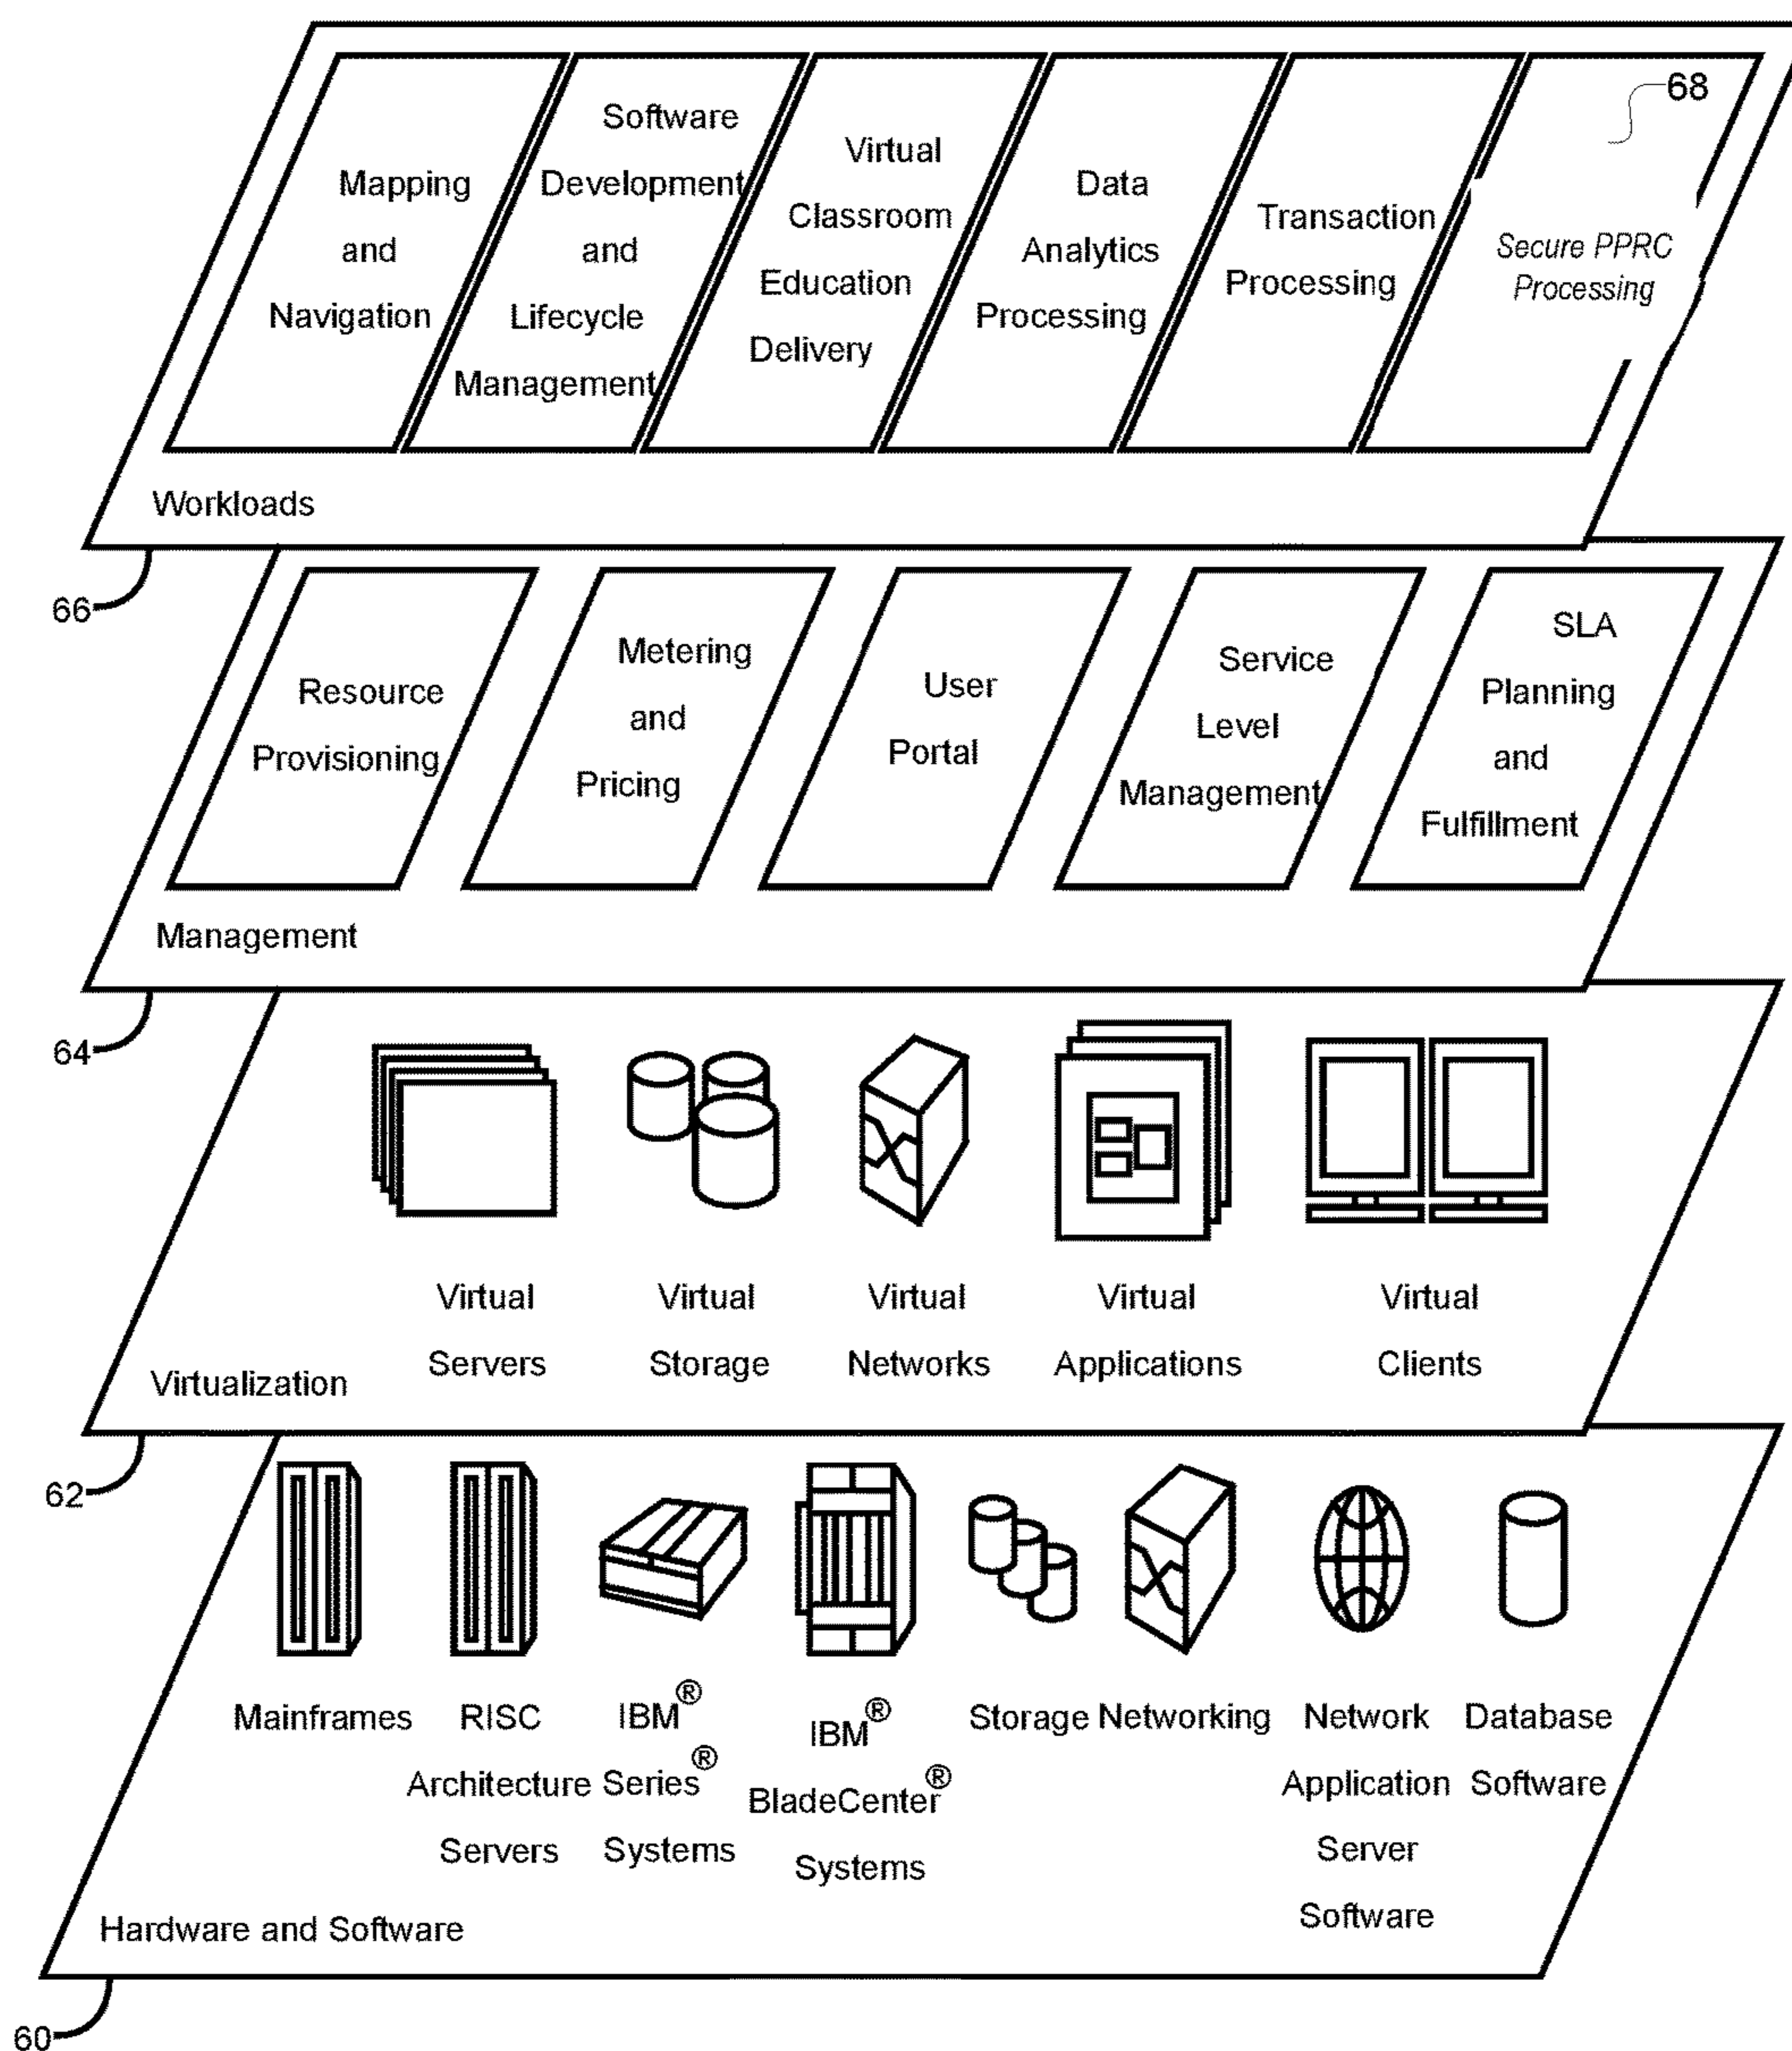 68
Mapping
and
Navigation
Software
Development
and
Lifecycle
Management
Virtual
Classroom
Education
Delivery
Data
Analytics
Processing
Transaction
Processing
Secure PPRC
Processing
Workloads
66
Resource
Provisioning
Metering
and
Pricing
User
Portal
Service
Level
Management
SLA
Planning
and
Fulfillment
Management
64
Virtual
Servers
Virtual
Storage
Virtual
Networks
Virtual
Applications
Virtual
Clients
Virtualization
62
Mainframes
RISC
Architecture
Servers
IBM®
Series®
Systems
IBM®
BladeCenter®
Systems
Storage
Networking
Network
Application
Server
Software
Database
Software
Hardware and Software
60